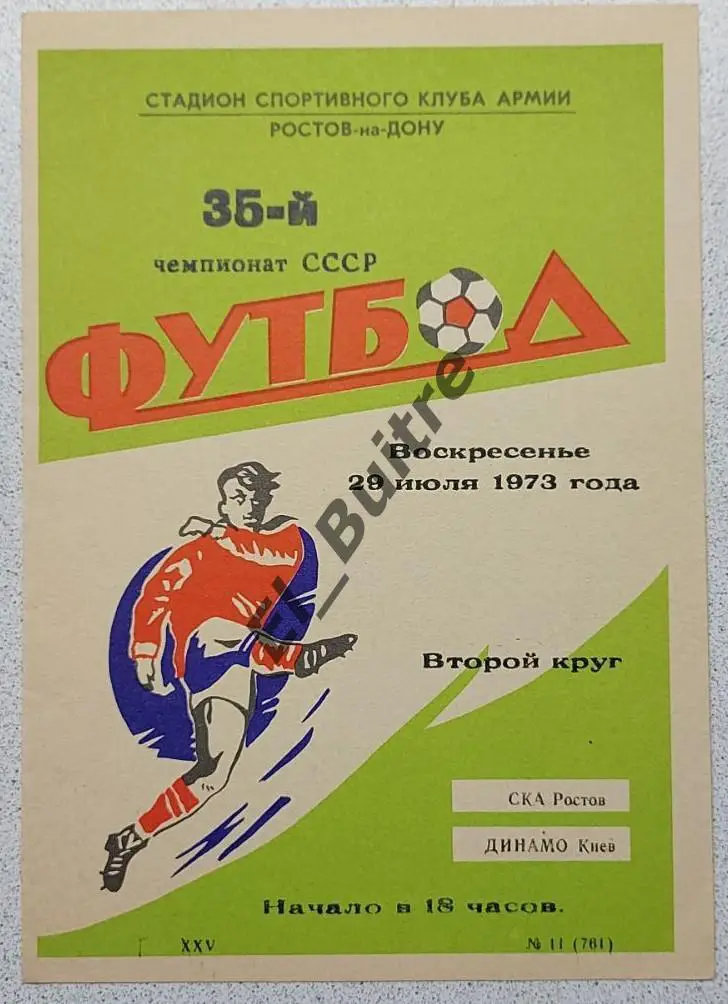 СТАДИОН СПОРТИВНОГО КЛУБА АРМИИ
РОСТОВ-на-ДОНУ
35-й
чемпионат СССР
ФУТБОЛ
Воскресенье
29 июля 1973 года
Второй круг
СКА Ростов
ДИНАМО Киев
Начало в 18 часов.
Г XXV № 11 (761)
El_Buitre